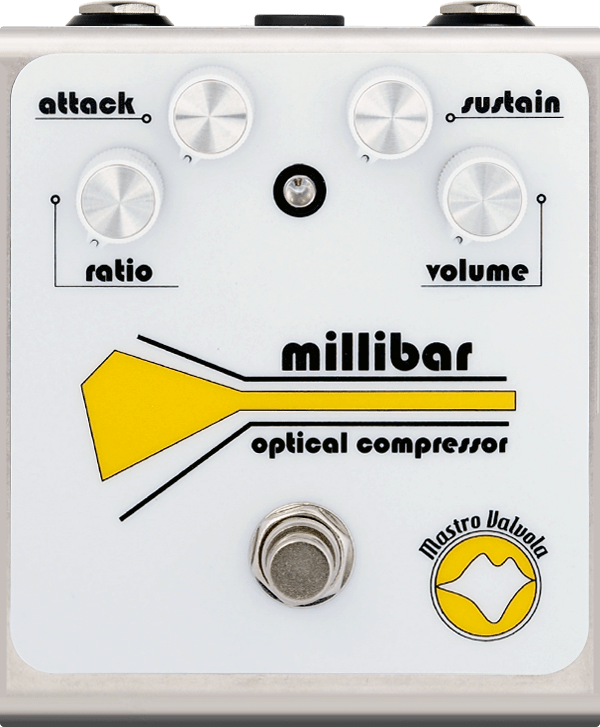 attack
sustain
ratio
volume
millibar
optical compressor
Mastro Valvola